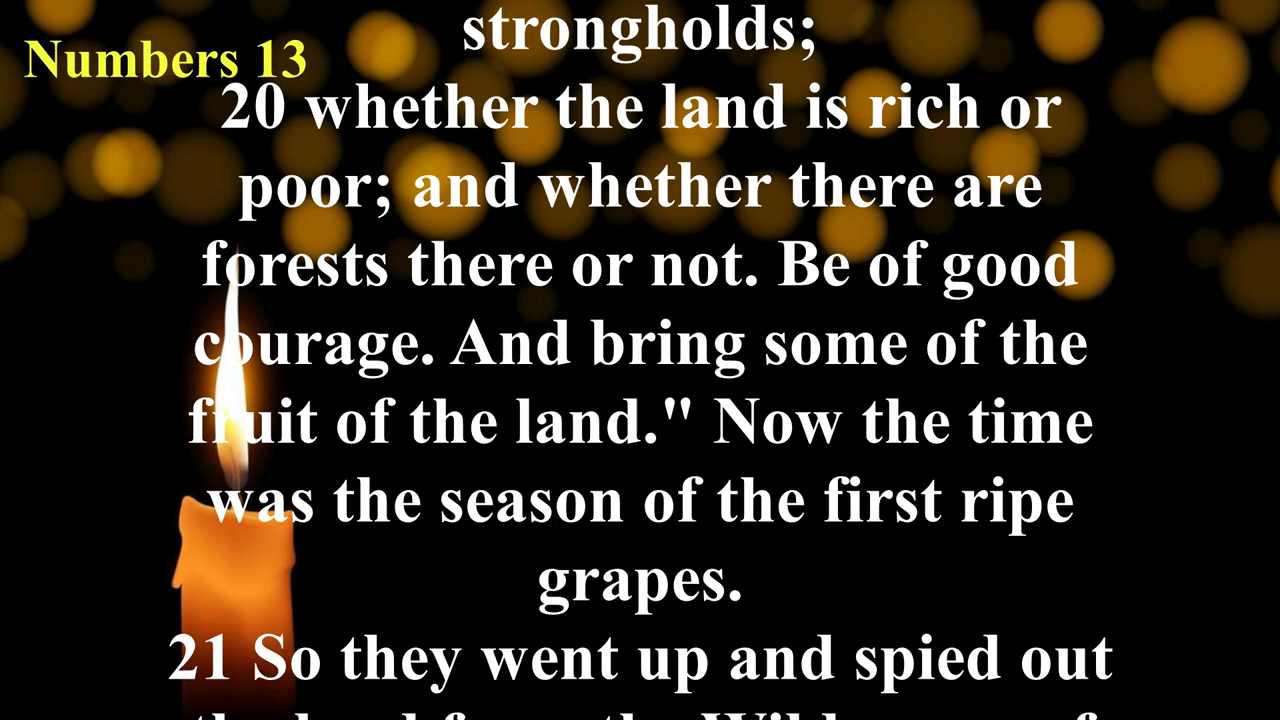 strongholds;
Numbers 13
20 whether the land is rich or
poor; and whether there are
forests there or not. Be of good
courage. And bring some of the
fruit of the land." Now the time
was the season of the first ripe
grapes.
21 So they went up and spied out